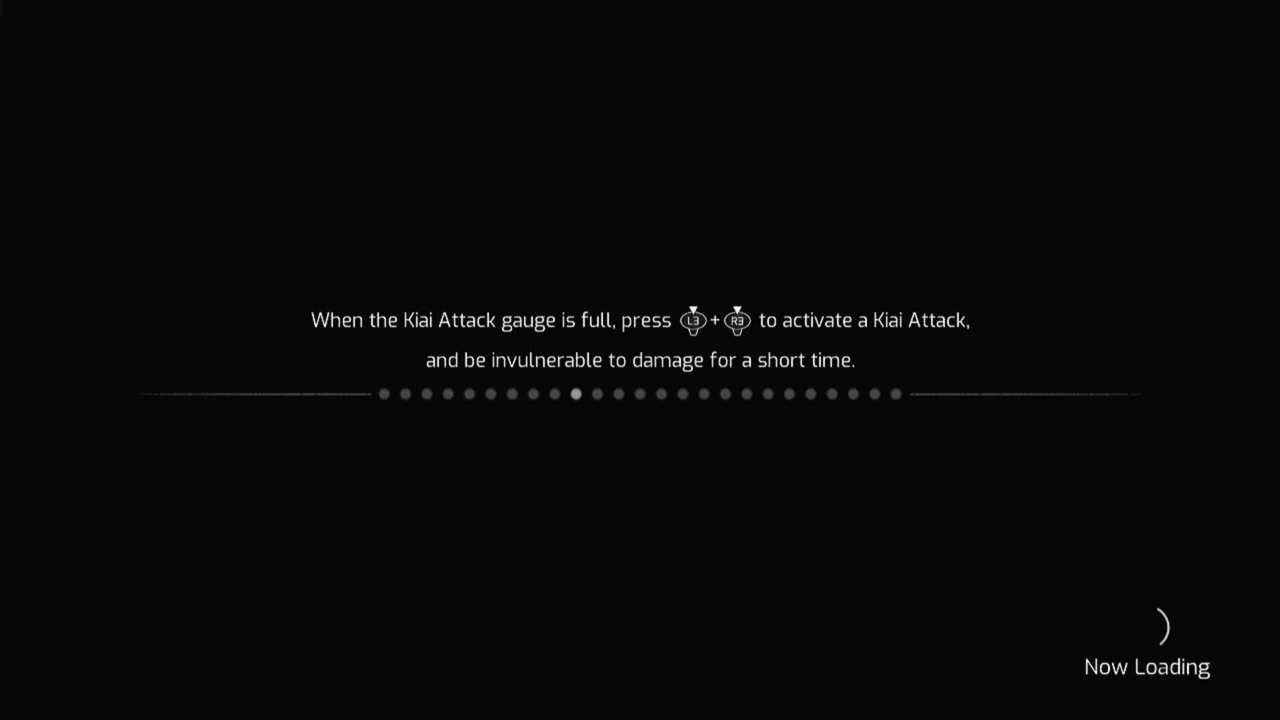 When the Kiai Attack gauge is full, press L3 + R3 to activate a Kiai Attack,
and be invulnerable to damage for a short time.
Now Loading